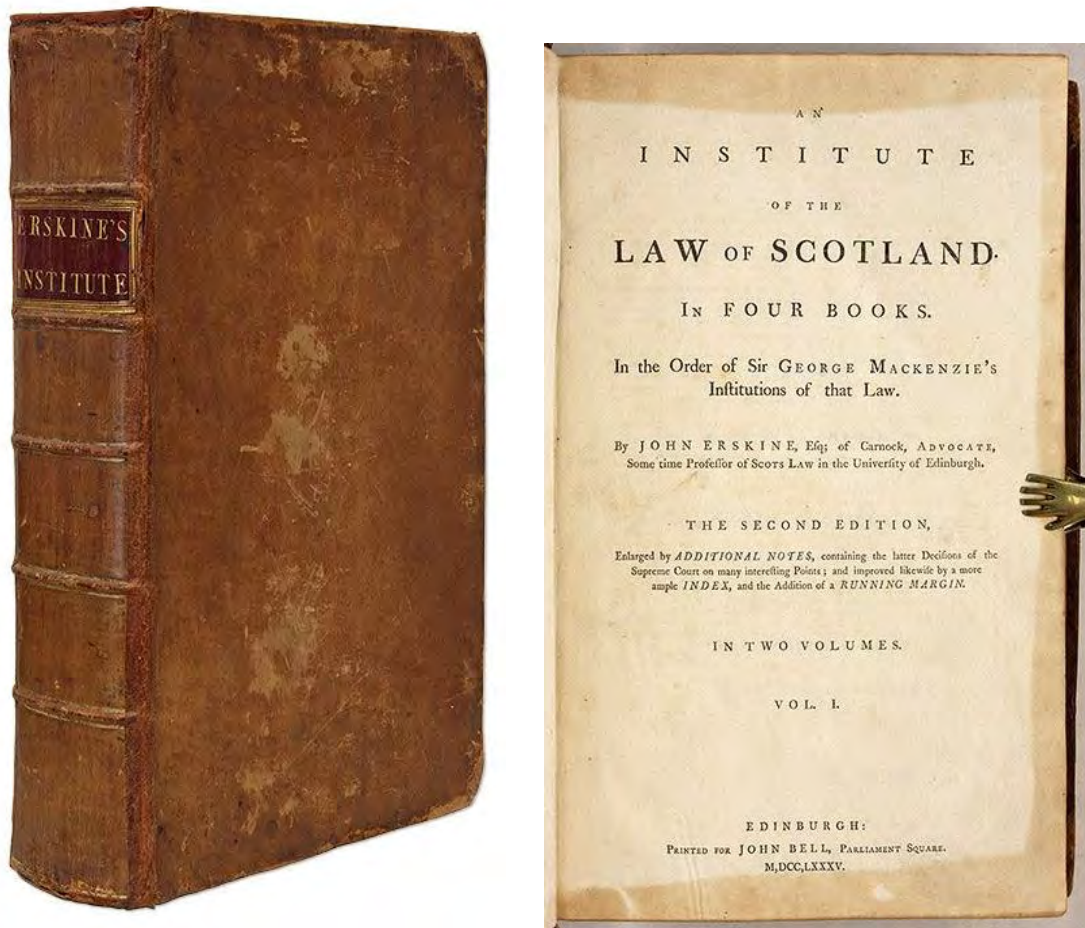 ERSKINE'S
INSTITUTE
AN
INSTITUTE
OF THE
LAW OF SCOTLAND.
IN FOUR BOOKS.
In the Order of Sir GEORGE MACKENZIE'S
Inſtitutions of that Law.
By JOHN ERSKINE, Eſq; of Carnock, ADVOCATE,
Some time Profeſſor of SCOTS LAW in the Univerſity of Edinburgh.
THE SECOND EDITION,
Enlarged by ADDITIONAL NOTES, containing the latter Deciſions of the
Supreme Court on many intereſting Points; and improved likewiſe by a more
ample INDEX, and the Addition of a RUNNING MARGIN.
IN TWO VOLUMES.
VOL. I.
EDINBURGH:
PRINTED FOR JOHN BELL, PARLIAMENT SQUARE.
M,DCC,LXXXV.